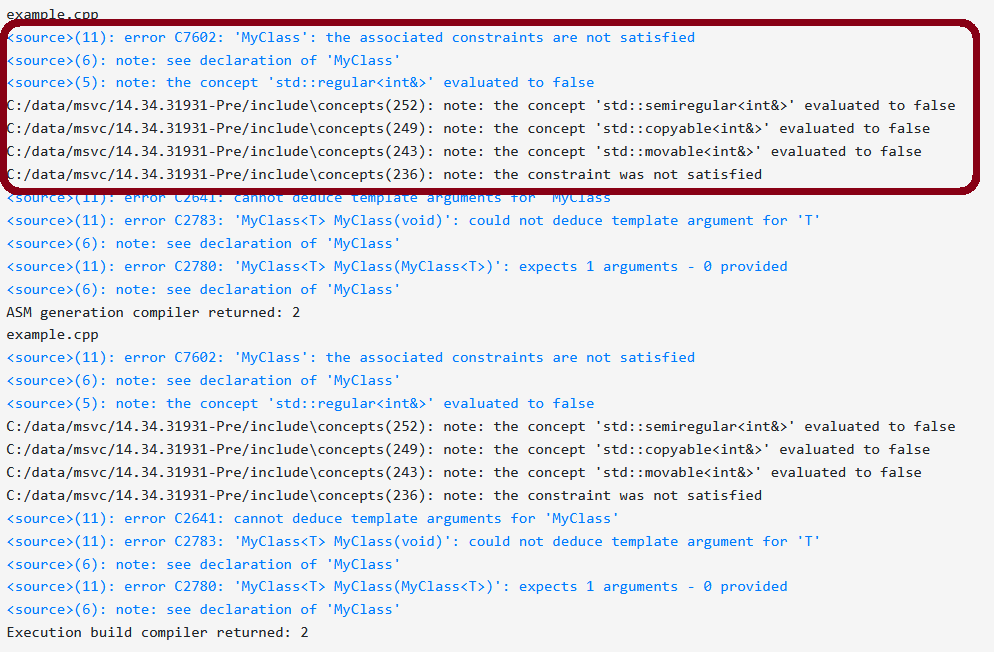 example.cpp
<source>(11): error C7602: 'MyClass': the associated constraints are not satisfied
<source>(6): note: see declaration of 'MyClass'
<source>(5): note: the concept 'std::regular<int&>' evaluated to false
C:/data/msvc/14.34.31931-Pre/include\concepts(252): note: the concept 'std::semiregular<int&>' evaluated to false
C:/data/msvc/14.34.31931-Pre/include\concepts(249): note: the concept 'std::copyable<int&>' evaluated to false
C:/data/msvc/14.34.31931-Pre/include\concepts(243): note: the concept 'std::movable<int&>' evaluated to false
C:/data/msvc/14.34.31931-Pre/include\concepts(236): note: the constraint was not satisfied
<source>(11): error C2641: cannot deduce template arguments for 'MyClass'
<source>(11): error C2783: 'MyClass<T> MyClass(void)': could not deduce template argument for 'T'
<source>(6): note: see declaration of 'MyClass'
<source>(11): error C2780: 'MyClass<T> MyClass(MyClass<T>)': expects 1 arguments - 0 provided
<source>(6): note: see declaration of 'MyClass'
ASM generation compiler returned: 2
example.cpp
<source>(11): error C7602: 'MyClass': the associated constraints are not satisfied
<source>(6): note: see declaration of 'MyClass'
<source>(5): note: the concept 'std::regular<int&>' evaluated to false
C:/data/msvc/14.34.31931-Pre/include\concepts(252): note: the concept 'std::semiregular<int&>' evaluated to false
C:/data/msvc/14.34.31931-Pre/include\concepts(249): note: the concept 'std::copyable<int&>' evaluated to false
C:/data/msvc/14.34.31931-Pre/include\concepts(243): note: the concept 'std::movable<int&>' evaluated to false
C:/data/msvc/14.34.31931-Pre/include\concepts(236): note: the constraint was not satisfied
<source>(11): error C2641: cannot deduce template arguments for 'MyClass'
<source>(11): error C2783: 'MyClass<T> MyClass(void)': could not deduce template argument for 'T'
<source>(6): note: see declaration of 'MyClass'
<source>(11): error C2780: 'MyClass<T> MyClass(MyClass<T>)': expects 1 arguments - 0 provided
<source>(6): note: see declaration of 'MyClass'
Execution build compiler returned: 2